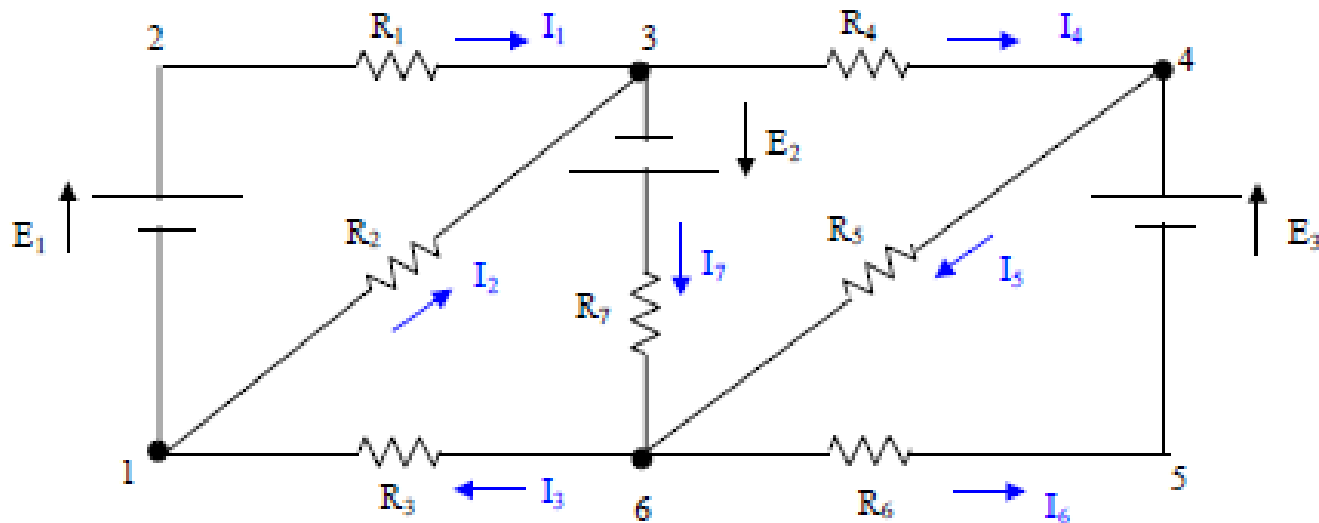 2 R₁ I₁ 3 R₄ I₄ 4
E₂
E₁ R₂ I₂ R₇ I₇ R₅ I₅ E₃
1 R₃ I₃ 6 R₆ I₆ 5